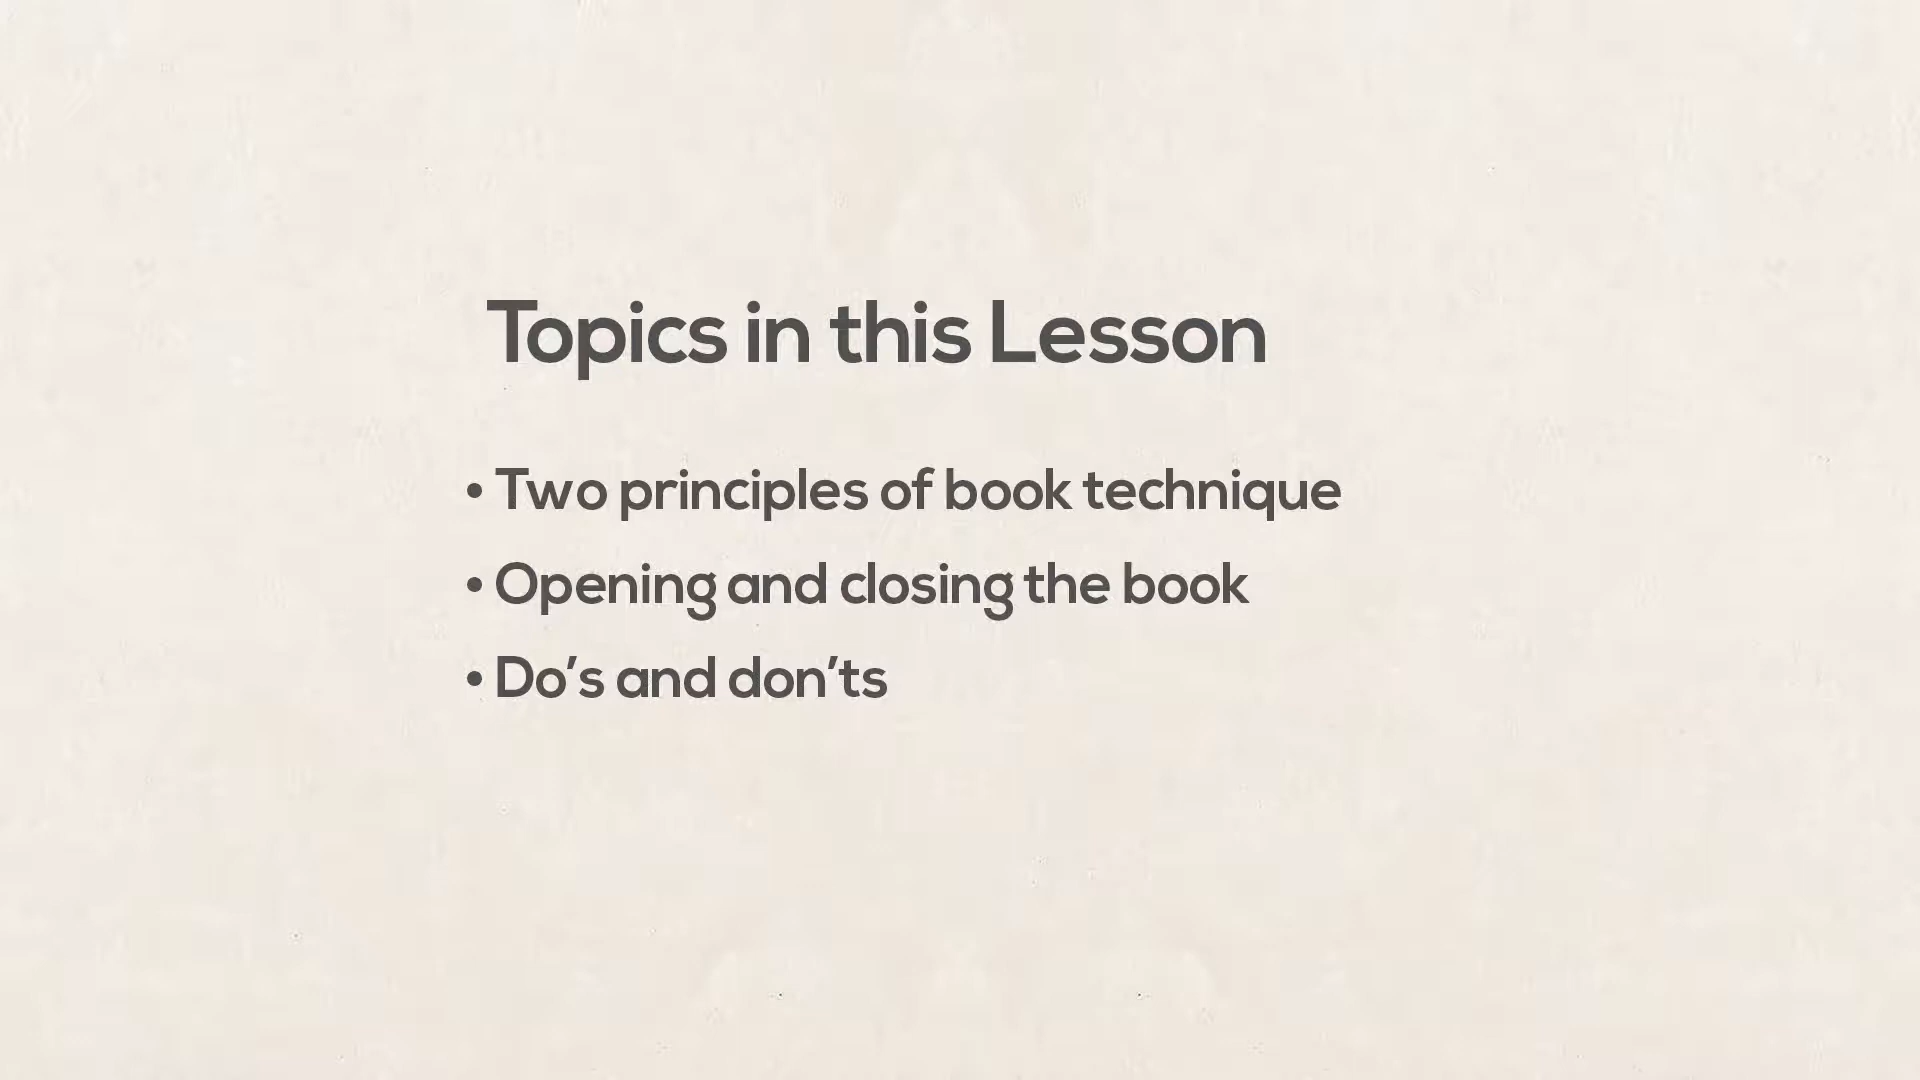 Topics in this Lesson
• Two principles of book technique
• Opening and closing the book
• Do’s and don’ts